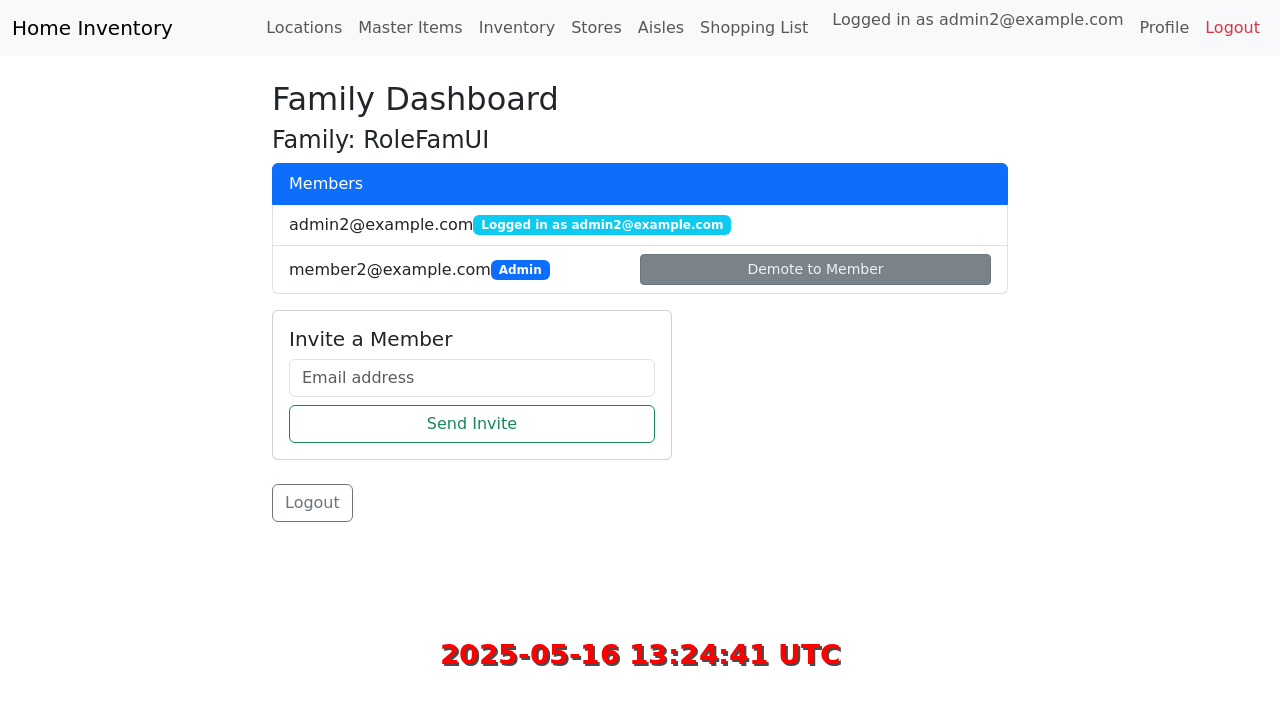 Home Inventory Locations Master Items Inventory Stores Aisles Shopping List Logged in as admin2@example.com Profile Logout
Family Dashboard
Family: RoleFamUI
Members
admin2@example.com Logged in as admin2@example.com
member2@example.com Admin Demote to Member
Invite a Member
Email address
Send Invite
Logout
2025-05-16 13:24:41 UTC